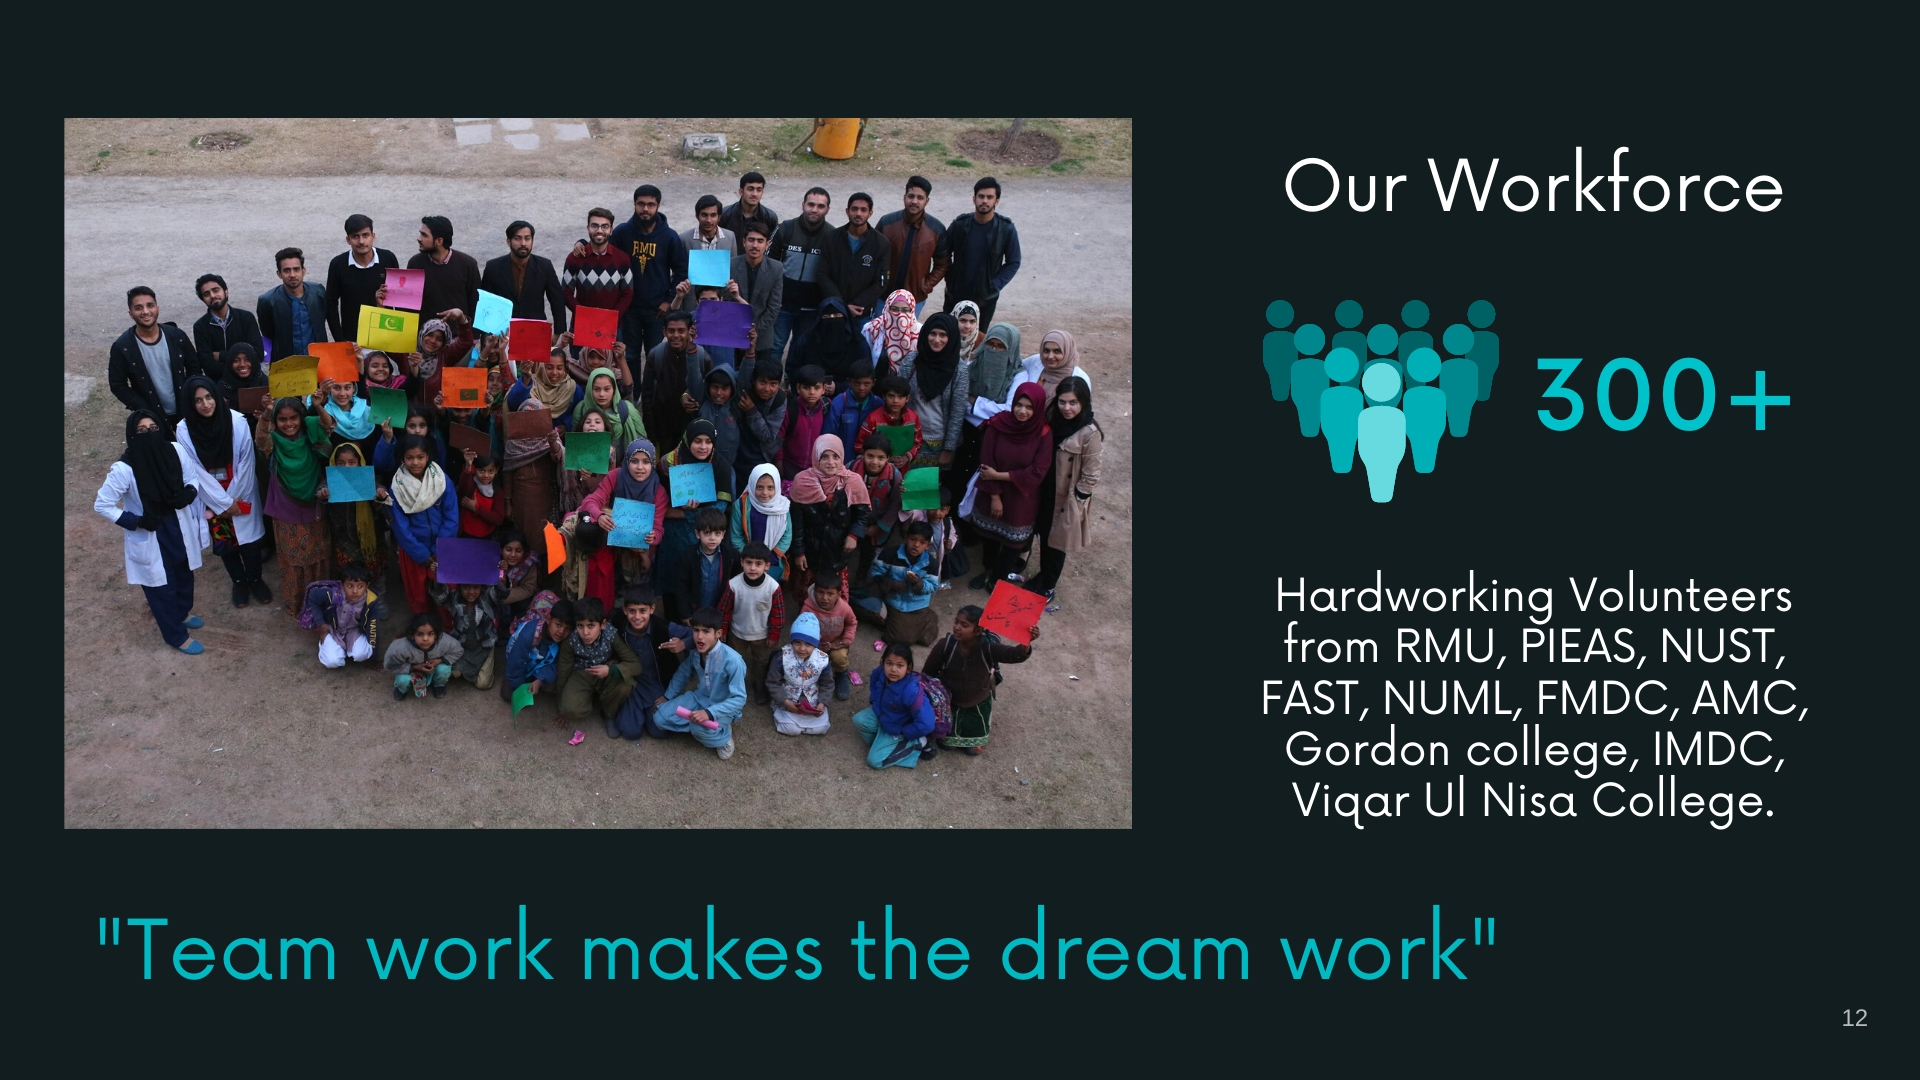 Our Workforce
300+
Hardworking Volunteers
from RMU, PIEAS, NUST,
FAST, NUML, FMDC, AMC,
Gordon college, IMDC,
Viqar Ul Nisa College.
RMU
"Team work makes the dream work"
12